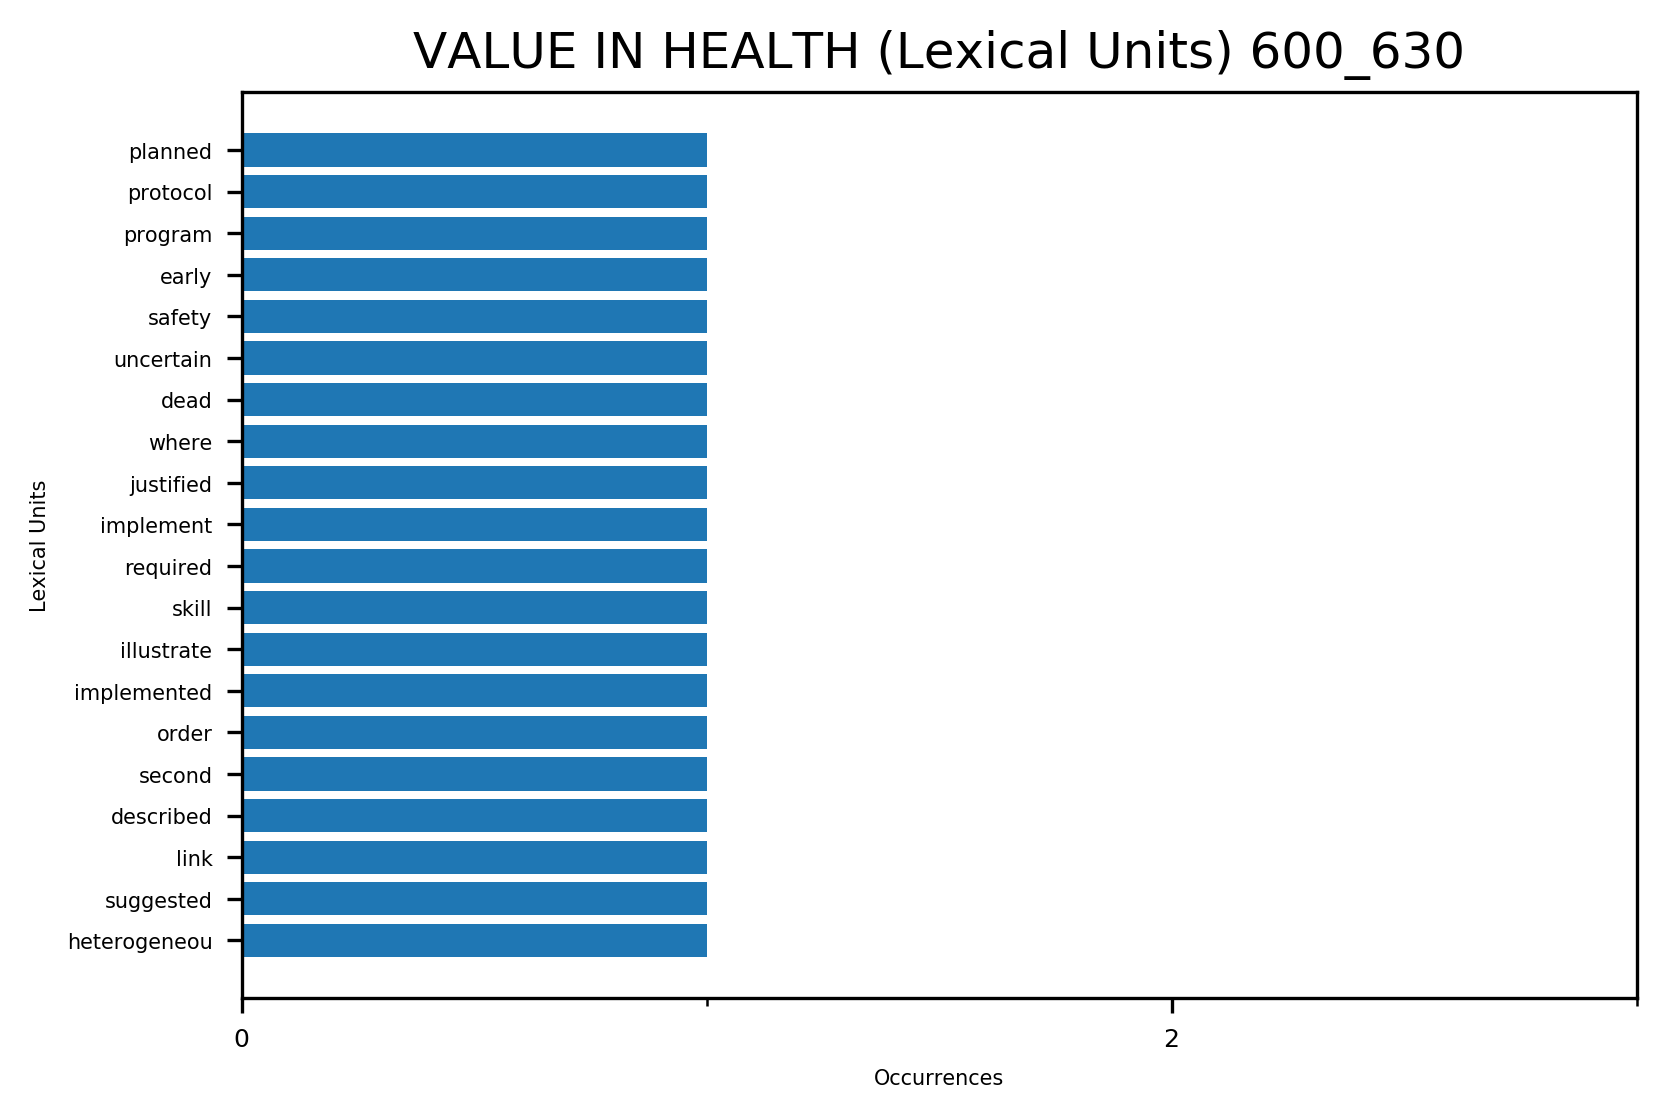 VALUE IN HEALTH (Lexical Units) 600_630
planned
protocol
program
early
safety
uncertain
dead
where
justified
implement
required
skill
illustrate
implemented
order
second
described
link
suggested
heterogeneou
Lexical Units
0
2
Occurrences